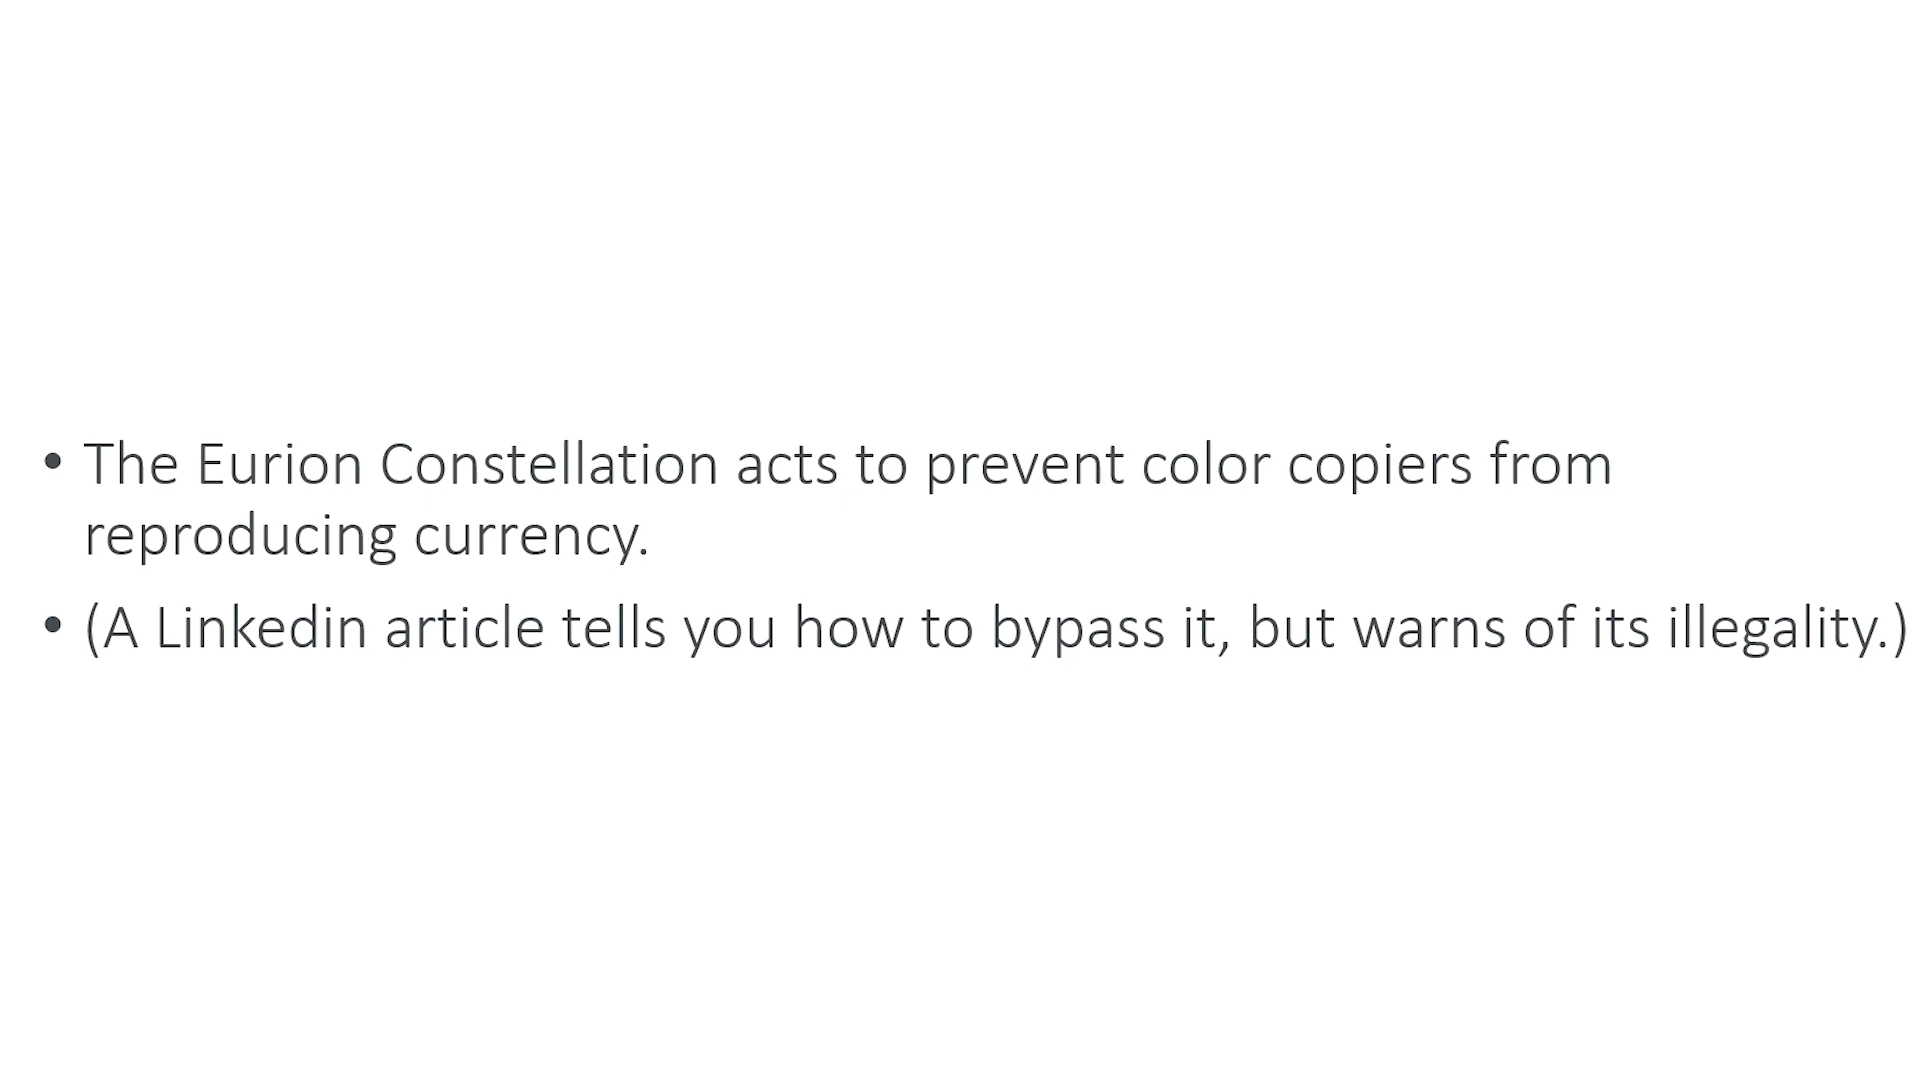 • The Eurion Constellation acts to prevent color copiers from
reproducing currency.
• (A Linkedin article tells you how to bypass it, but warns of its illegality.)